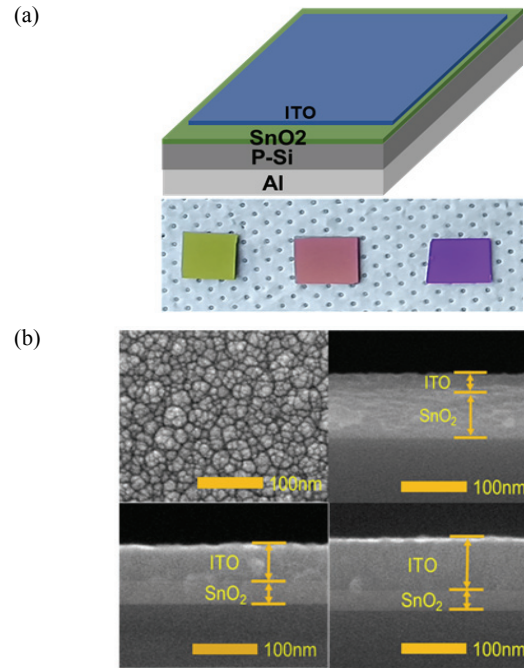 (a)
ITO
SnO2
P-Si
Al
(b)
100nm
ITO
SnO₂
100nm
ITO
SnO₂
100nm
ITO
SnO₂
100nm